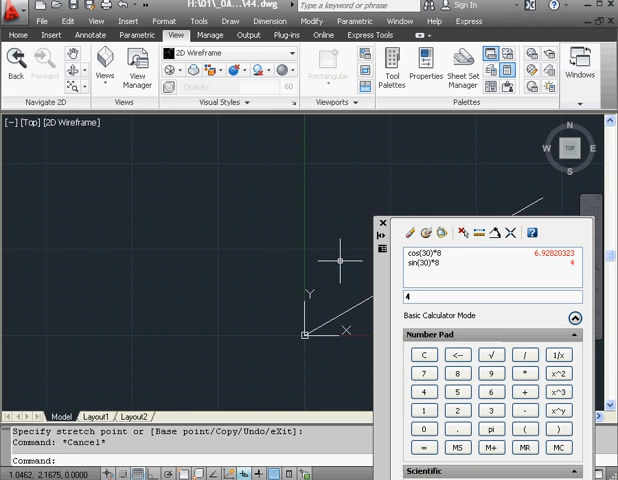 H:\01\_0A...\44.dwg
Type a keyword or phrase
Sign In
File Edit View Insert Format Tools Draw Dimension Modify Parametric Window Help Express
Home Insert Annotate Parametric View Manage Output Plug-ins Online Express Tools
2D Wireframe
Back Forward
Views
View Manager
Opacity 60
Rectangular
Tool Palettes
Properties
Sheet Set Manager
Windows
Navigate 2D Views Visual Styles Viewports Palettes
[−] [Top] [2D Wireframe]
N
W TOP E
S
cos(30)*8 6.92820323
sin(30)*8 4
4
Basic Calculator Mode
Number Pad
C <-- √ / 1/x
7 8 9 * x^2
4 5 6 + x^3
1 2 3 - x^y
0 . pi ( )
= MS M+ MR MC
Scientific
Y
X
Model Layout1 Layout2
Specify stretch point or [Base point/Copy/Undo/eXit]:
Command: *Cancel*
Command:
1.0462, 2.1675, 0.0000